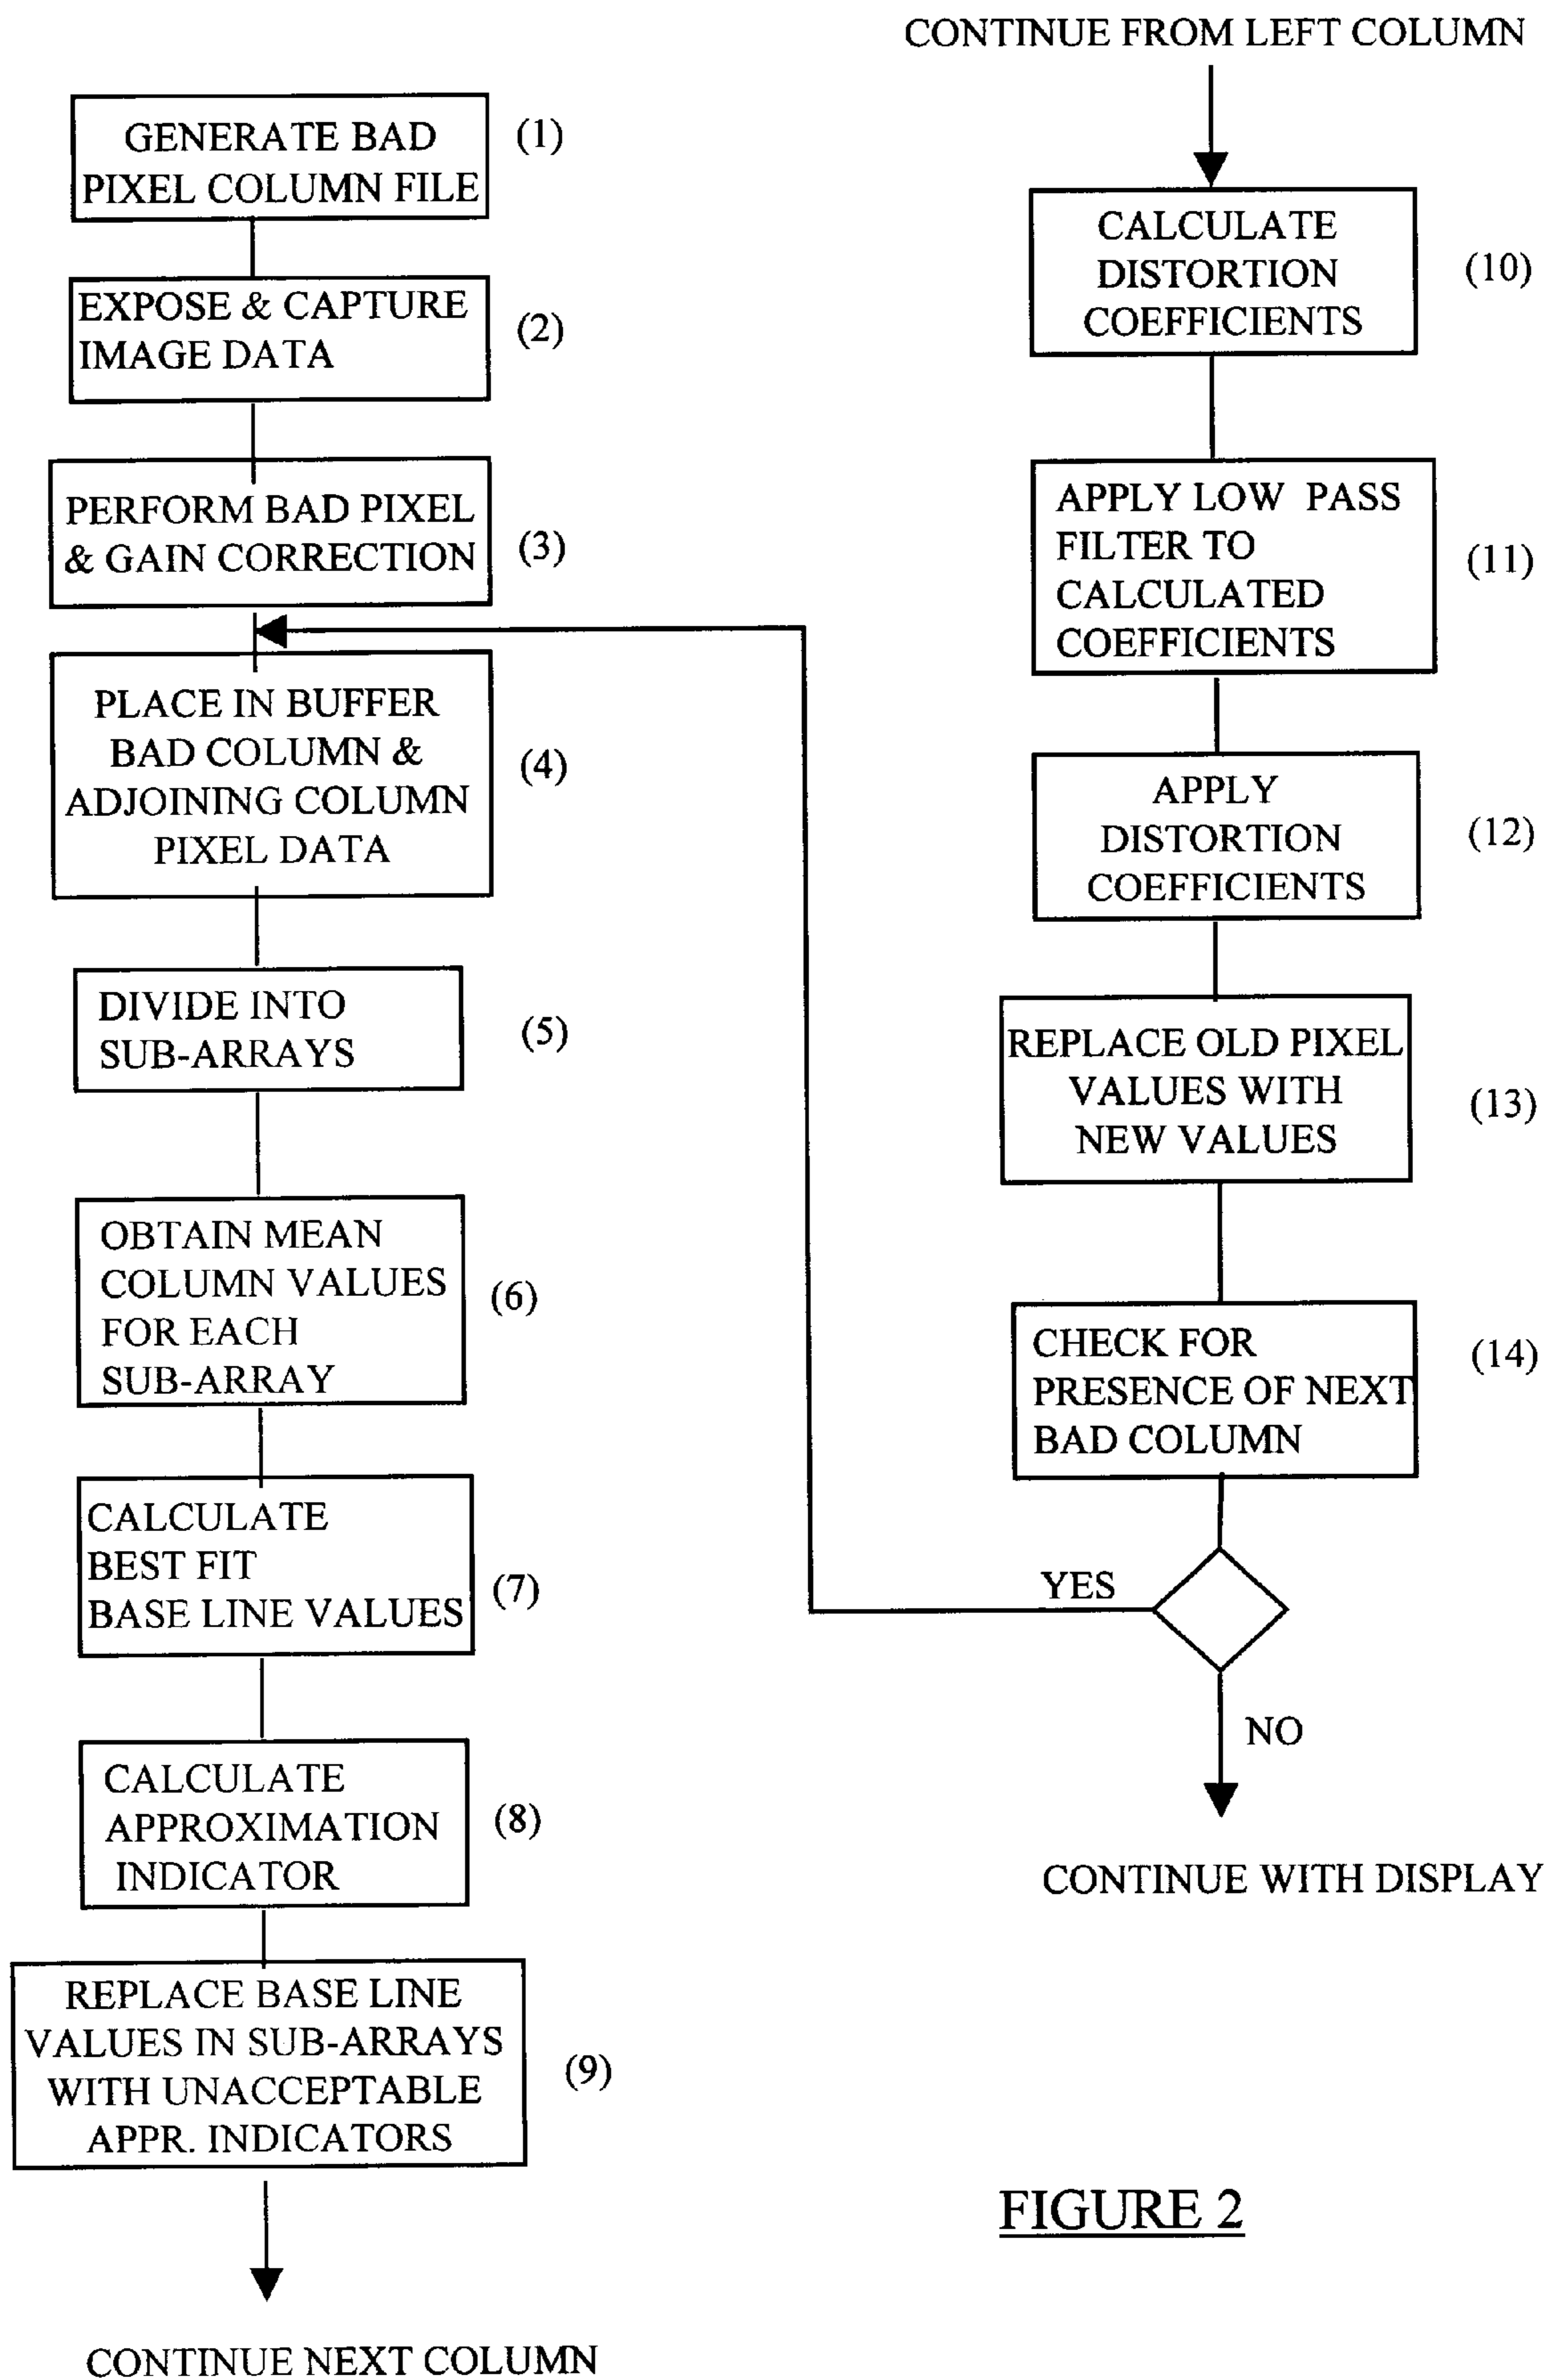 GENERATE BAD
PIXEL COLUMN FILE
(1)
EXPOSE & CAPTURE
IMAGE DATA
(2)
PERFORM BAD PIXEL
& GAIN CORRECTION
(3)
PLACE IN BUFFER
BAD COLUMN &
ADJOINING COLUMN
PIXEL DATA
(4)
DIVIDE INTO
SUB-ARRAYS
(5)
OBTAIN MEAN
COLUMN VALUES
FOR EACH
SUB-ARRAY
(6)
CALCULATE
BEST FIT
BASE LINE VALUES
(7)
CALCULATE
APPROXIMATION
INDICATOR
(8)
REPLACE BASE LINE
VALUES IN SUB-ARRAYS
WITH UNACCEPTABLE
APPR. INDICATORS
(9)
CONTINUE NEXT COLUMN
CONTINUE FROM LEFT COLUMN
CALCULATE
DISTORTION
COEFFICIENTS
(10)
APPLY LOW PASS
FILTER TO
CALCULATED
COEFFICIENTS
(11)
APPLY
DISTORTION
COEFFICIENTS
(12)
REPLACE OLD PIXEL
VALUES WITH
NEW VALUES
(13)
CHECK FOR
PRESENCE OF NEXT
BAD COLUMN
(14)
YES
NO
CONTINUE WITH DISPLAY
FIGURE 2